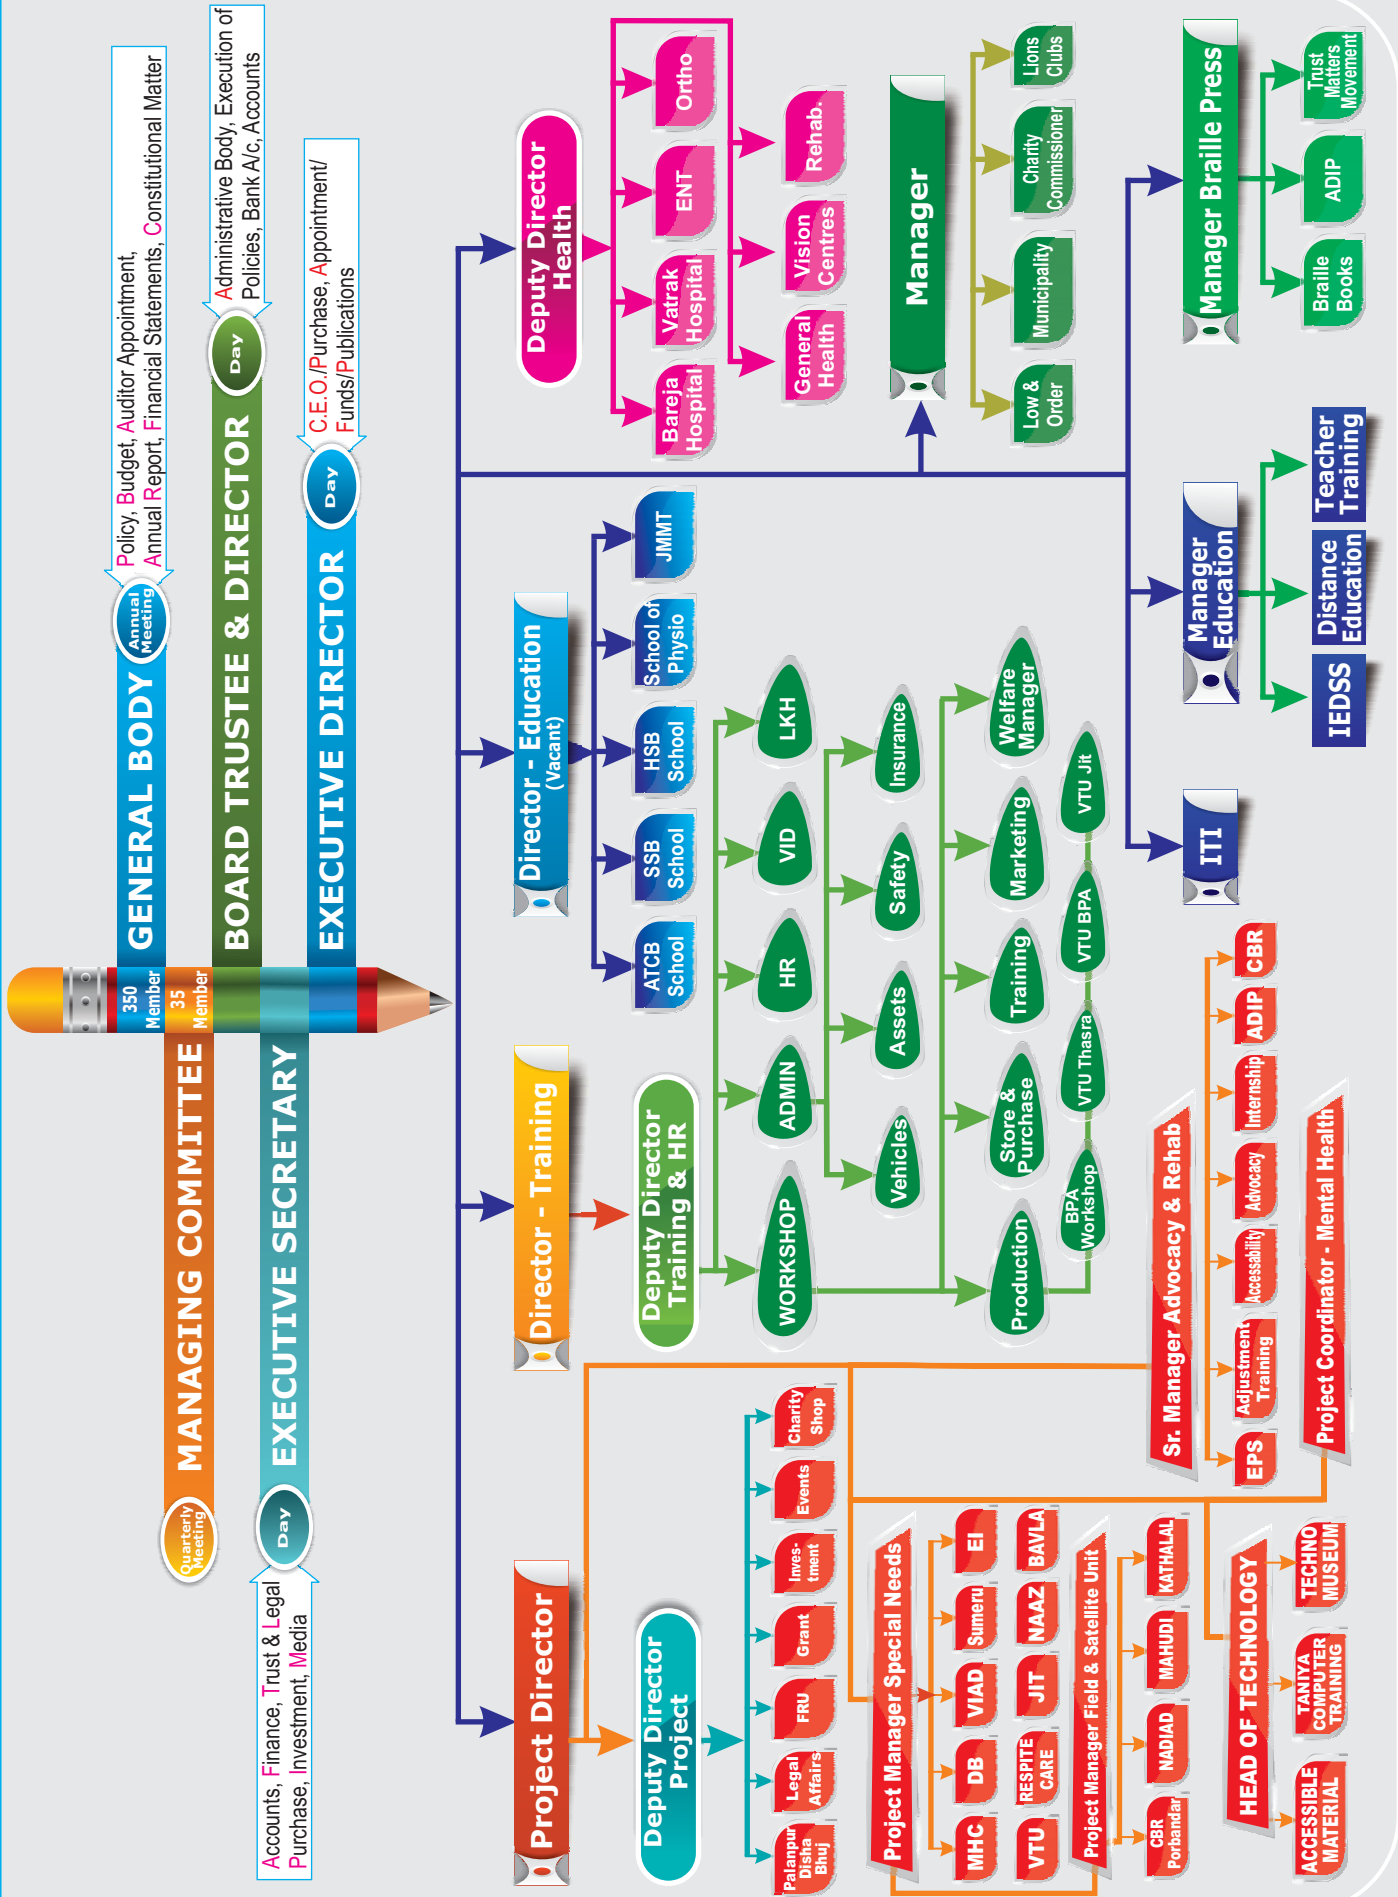 Policy, Budget, Auditor Appointment,
Annual Report, Financial Statements, Constitutional Matter
Annual
Meeting
GENERAL BODY
350
Member
35
Member
MANAGING COMMITTEE
Quarterly
Meeting
Administrative Body, Execution of
Policies, Bank A/c, Accounts
Day
BOARD TRUSTEE & DIRECTOR
EXECUTIVE SECRETARY
Day
Accounts, Finance, Trust & Legal
Purchase, Investment, Media
C.E.O./Purchase, Appointment/
Funds/Publications
Day
EXECUTIVE DIRECTOR
Project Director
Director - Training
Director - Education
(Vacant)
Deputy Director
Health
Deputy Director
Project
Palanpur
Disha
Bhuj
Legal
Affairs
FRU
Grant
Inves-
tment
Events
Charity
Shop
Project Manager Special Needs
MHC
DB
VIAD
Sumeru
EI
VTU
RESPITE
CARE
JIT
NAAZ
BAVLA
Project Manager Field & Satellite Unit
CBR
Porbandar
NADIAD
MAHUDI
KATHALAL
HEAD OF TECHNOLOGY
ACCESSIBLE
MATERIAL
TANIYA
COMPUTER
TRAINING
TECHNO
MUSEUM
Deputy Director
Training & HR
WORKSHOP
ADMIN
HR
VID
LKH
Vehicles
Assets
Safety
Insurance
Production
Store &
Purchase
Training
Marketing
Welfare
Manager
BPA
Workshop
VTU Thasra
VTU BPA
VTU Jit
Sr. Manager Advocacy & Rehab
EPS
Adjustment
Training
Accessability
Advocacy
Internship
ADIP
CBR
Project Coordinator - Mental Health
ATCB
School
SSB
School
HSB
School
School of
Physio
JMMT
Bareja
Hospital
Vatrak
Hospital
ENT
Ortho
General
Health
Vision
Centres
Rehab.
Manager
Low &
Order
Municipality
Charity
Commissioner
Lions
Clubs
ITI
Manager
Education
IEDSS
Distance
Education
Teacher
Training
Manager Braille Press
Braille
Books
ADIP
Trust
Matters
Movement